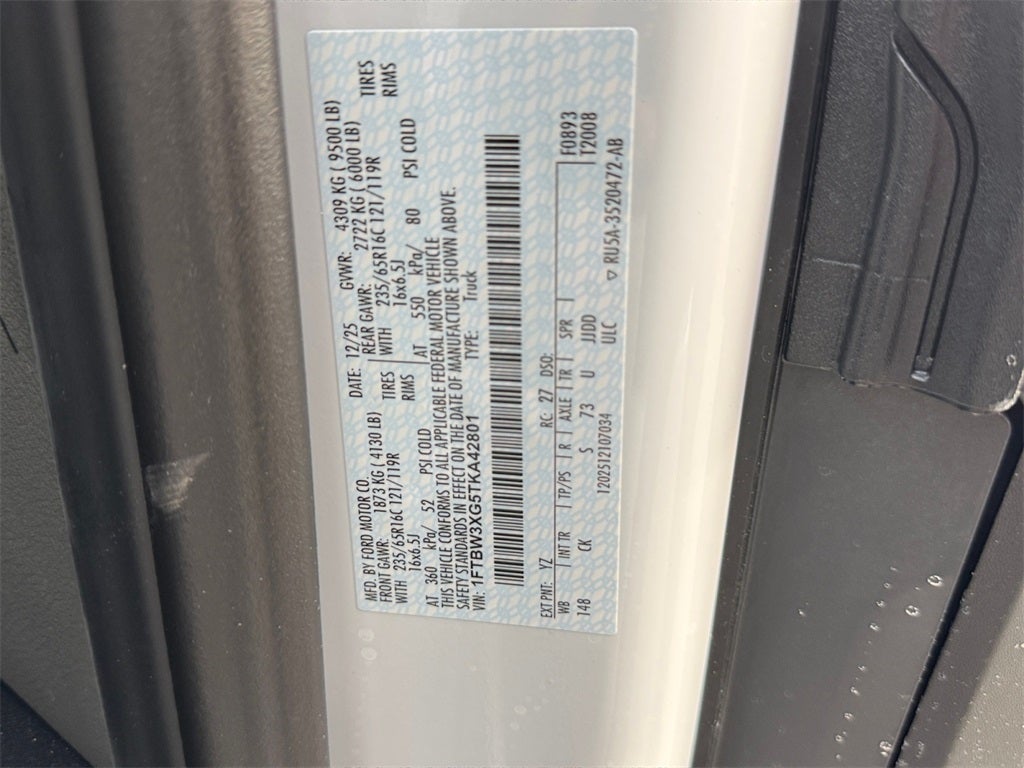 MFD. BY FORD MOTOR CO.
DATE: 12/25 GVWR: 4309 KG ( 9500 LB)
FRONT GAWR: 1873 KG ( 4130 LB) REAR GAWR: 2722 KG ( 6000 LB)
WITH 235/65R16C 121/119R TIRES WITH 235/65R16C 121/119R TIRES
16x6.5J RIMS 16x6.5J RIMS
AT 360 kPa/ 52 PSI COLD AT 550 kPa/ 80 PSI COLD
THIS VEHICLE CONFORMS TO ALL APPLICABLE FEDERAL MOTOR VEHICLE
SAFETY STANDARDS IN EFFECT ON THE DATE OF MANUFACTURE SHOWN ABOVE.
VIN: 1FTBW3XG5TKA42801 TYPE: Truck
EXT PNT: YZ RC: 27 DSO: F0893
WB INTTR TP/PS R AXLE TR SPR T2008
148 CK S 73 U JJDD
120251210​7034 ULC ▽ RU5A-3520472-AB